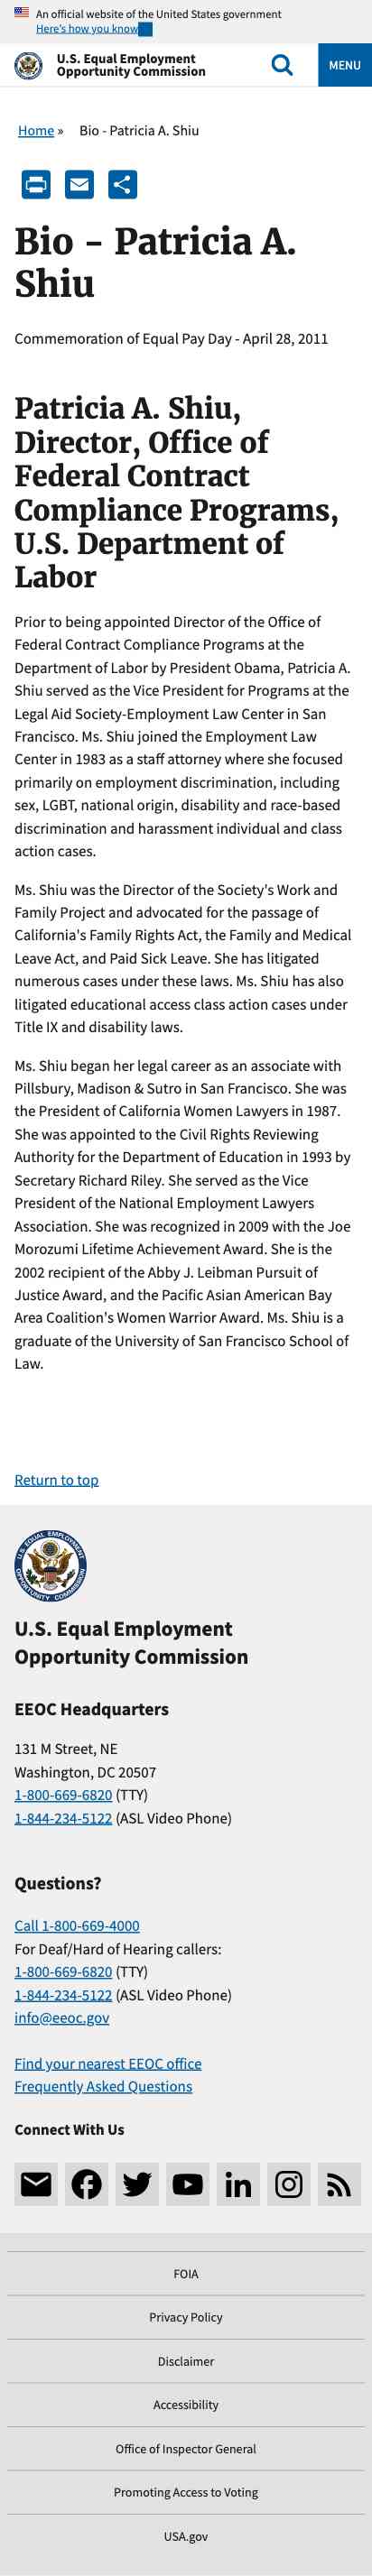 An official website of the United States government
Here's how you know
U.S. Equal Employment
Opportunity Commission
MENU
Home » Bio - Patricia A. Shiu
Bio - Patricia A.
Shiu
Commemoration of Equal Pay Day - April 28, 2011
Patricia A. Shiu,
Director, Office of
Federal Contract
Compliance Programs,
U.S. Department of
Labor
Prior to being appointed Director of the Office of
Federal Contract Compliance Programs at the
Department of Labor by President Obama, Patricia A.
Shiu served as the Vice President for Programs at the
Legal Aid Society-Employment Law Center in San
Francisco. Ms. Shiu joined the Employment Law
Center in 1983 as a staff attorney where she focused
primarily on employment discrimination, including
sex, LGBT, national origin, disability and race-based
discrimination and harassment individual and class
action cases.
Ms. Shiu was the Director of the Society's Work and
Family Project and advocated for the passage of
California's Family Rights Act, the Family and Medical
Leave Act, and Paid Sick Leave. She has litigated
numerous cases under these laws. Ms. Shiu has also
litigated educational access class action cases under
Title IX and disability laws.
Ms. Shiu began her legal career as an associate with
Pillsbury, Madison & Sutro in San Francisco. She was
the President of California Women Lawyers in 1987.
She was appointed to the Civil Rights Reviewing
Authority for the Department of Education in 1993 by
Secretary Richard Riley. She served as the Vice
President of the National Employment Lawyers
Association. She was recognized in 2009 with the Joe
Morozumi Lifetime Achievement Award. She is the
2002 recipient of the Abby J. Leibman Pursuit of
Justice Award, and the Pacific Asian American Bay
Area Coalition's Women Warrior Award. Ms. Shiu is a
graduate of the University of San Francisco School of
Law.
Return to top
U.S. EQUAL EMPLOYMENT
OPPORTUNITY COMMISSION
U.S. Equal Employment
Opportunity Commission
EEOC Headquarters
131 M Street, NE
Washington, DC 20507
1-800-669-6820 (TTY)
1-844-234-5122 (ASL Video Phone)
Questions?
Call 1-800-669-4000
For Deaf/Hard of Hearing callers:
1-800-669-6820 (TTY)
1-844-234-5122 (ASL Video Phone)
info@eeoc.gov
Find your nearest EEOC office
Frequently Asked Questions
Connect With Us
FOIA
Privacy Policy
Disclaimer
Accessibility
Office of Inspector General
Promoting Access to Voting
USA.gov